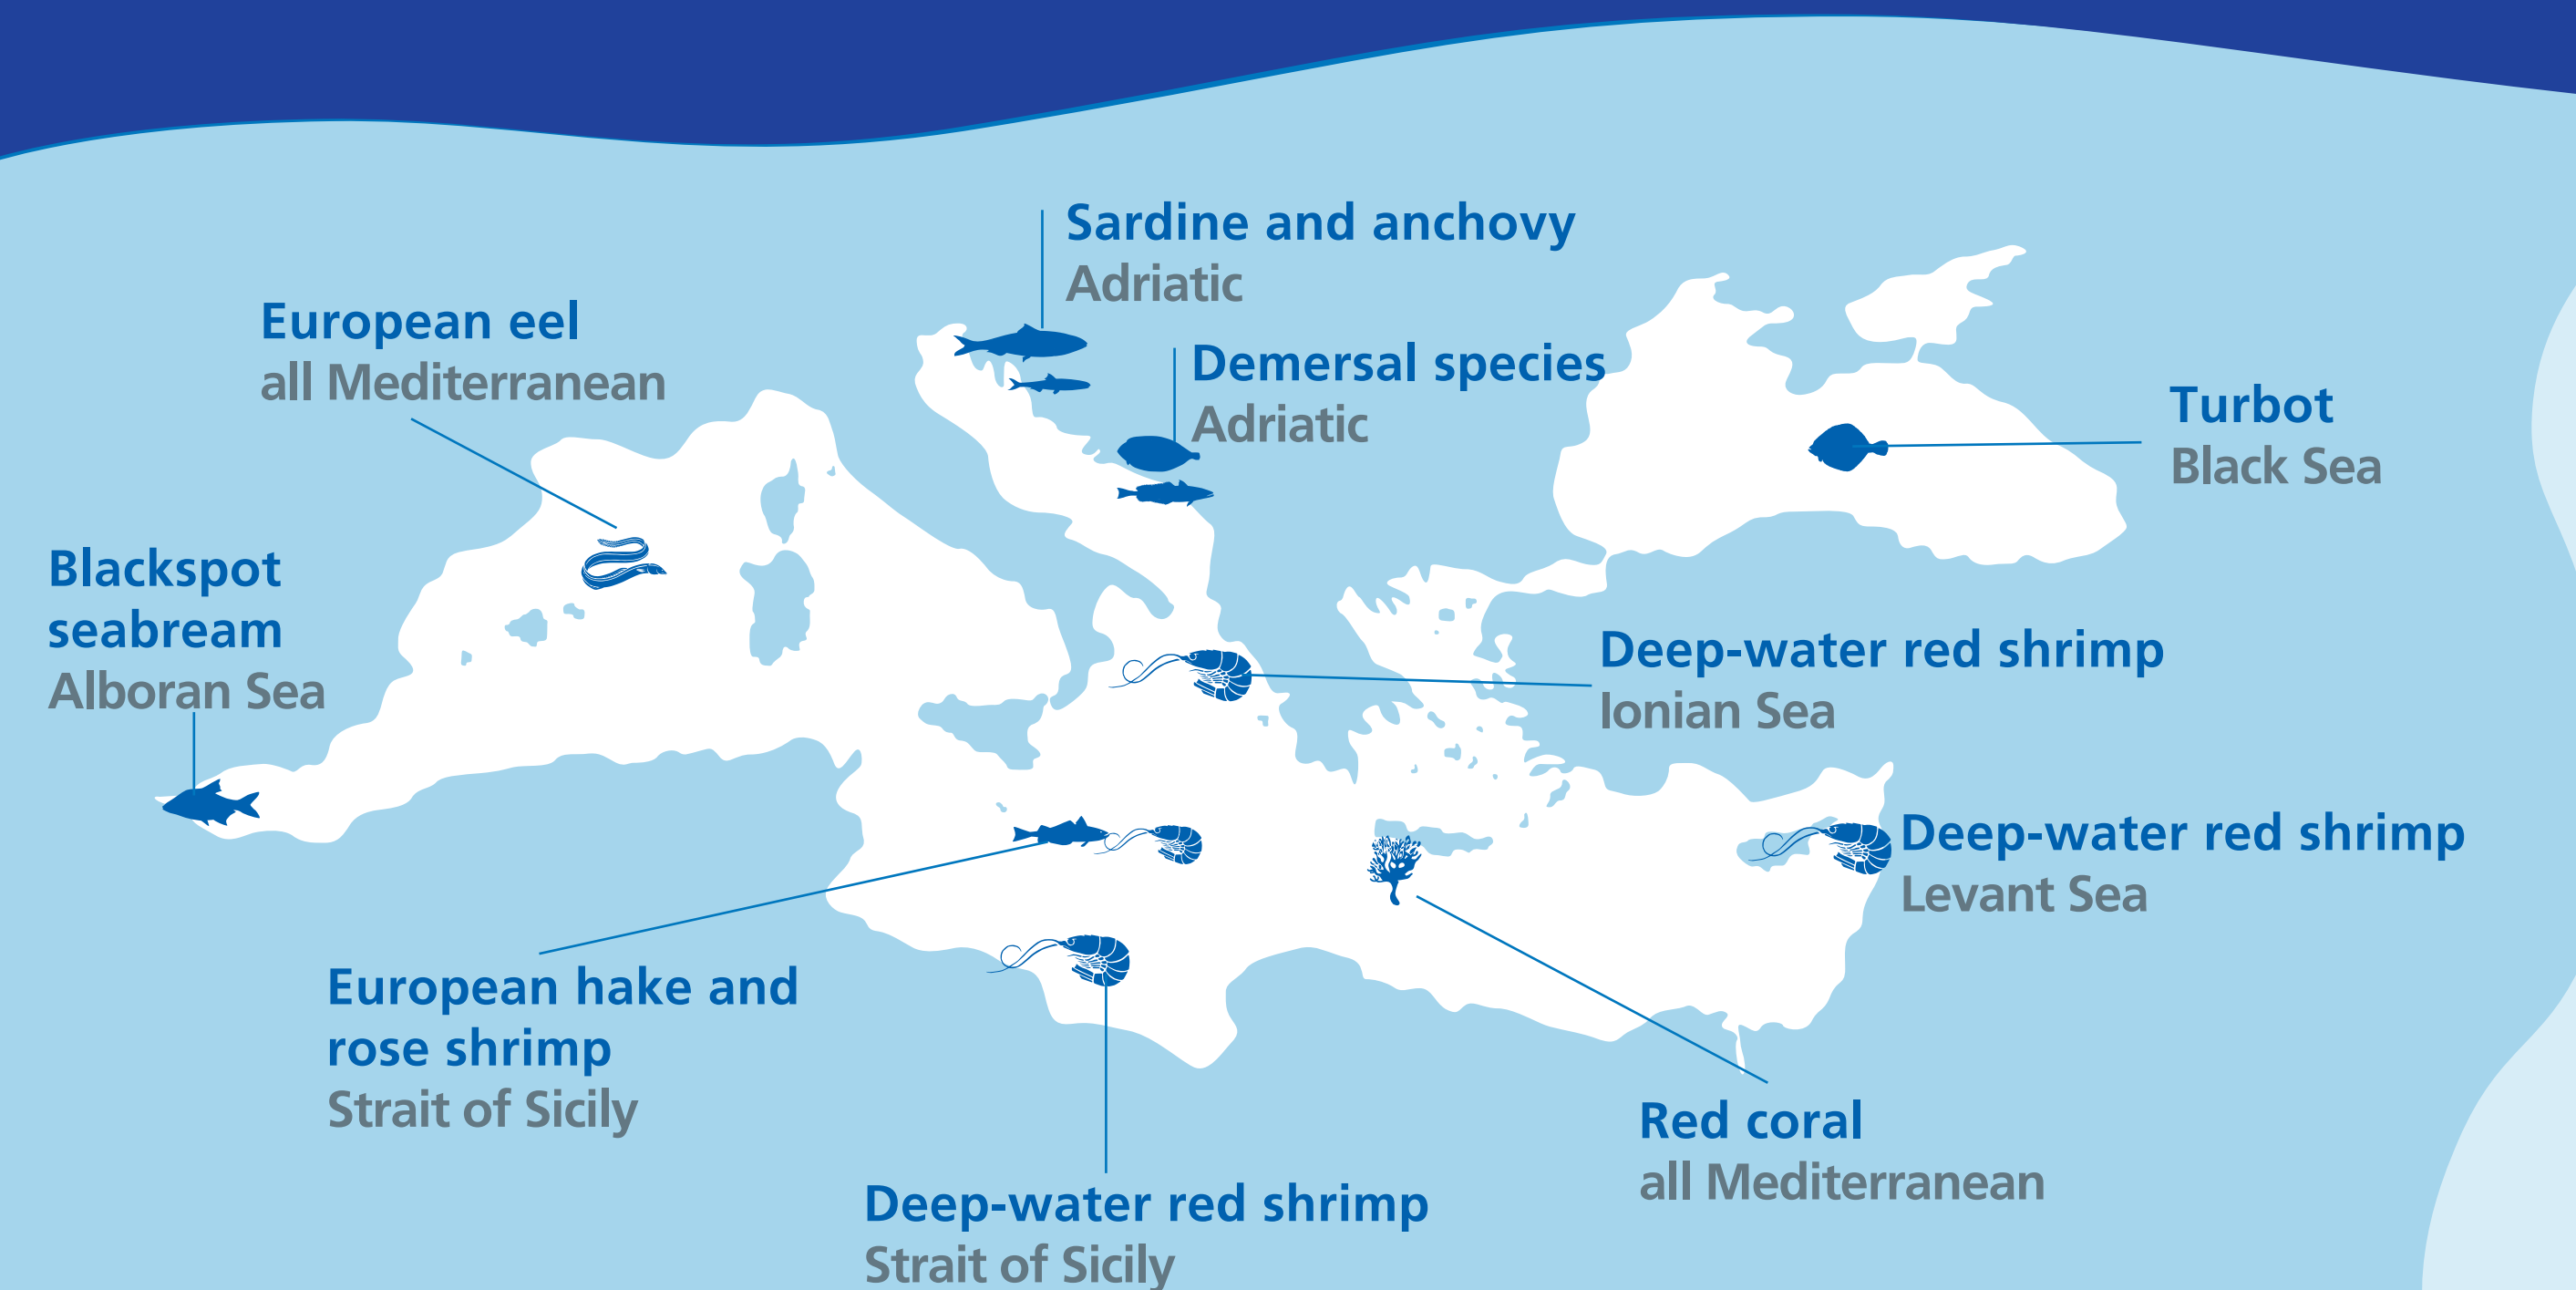 Sardine and anchovy
Adriatic
European eel
all Mediterranean
Demersal species
Adriatic
Turbot
Black Sea
Blackspot
seabream
Alboran Sea
Deep-water red shrimp
Ionian Sea
Deep-water red shrimp
Levant Sea
European hake and
rose shrimp
Strait of Sicily
Red coral
all Mediterranean
Deep-water red shrimp
Strait of Sicily